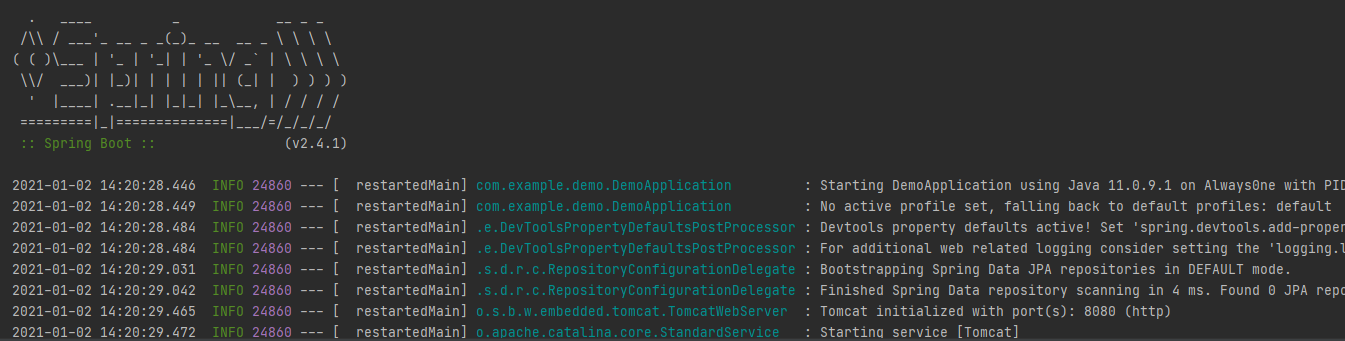 .   ____          _            __ _ _
 /\\ / ___'_ __ _ _(_)_ __  __ _ \ \ \ \
( ( )\___ | '_ | '_| | '_ \/ _` | \ \ \ \
 \\/  ___)| |_)| | | | | || (_| |  ) ) ) )
  '  |____| .__|_| |_|_| |_\__, | / / / /
 =========|_|==============|___/=/_/_/_/
 :: Spring Boot ::                (v2.4.1)
2021-01-02 14:20:28.446  INFO 24860 --- [  restartedMain] com.example.demo.DemoApplication         : Starting DemoApplication using Java 11.0.9.1 on Always0ne with PID
2021-01-02 14:20:28.449  INFO 24860 --- [  restartedMain] com.example.demo.DemoApplication         : No active profile set, falling back to default profiles: default
2021-01-02 14:20:28.484  INFO 24860 --- [  restartedMain] .e.DevToolsPropertyDefaultsPostProcessor : Devtools property defaults active! Set 'spring.devtools.add-proper
2021-01-02 14:20:28.484  INFO 24860 --- [  restartedMain] .e.DevToolsPropertyDefaultsPostProcessor : For additional web related logging consider setting the 'logging.l
2021-01-02 14:20:29.031  INFO 24860 --- [  restartedMain] .s.d.r.c.RepositoryConfigurationDelegate : Bootstrapping Spring Data JPA repositories in DEFAULT mode.
2021-01-02 14:20:29.042  INFO 24860 --- [  restartedMain] .s.d.r.c.RepositoryConfigurationDelegate : Finished Spring Data repository scanning in 4 ms. Found 0 JPA repo
2021-01-02 14:20:29.465  INFO 24860 --- [  restartedMain] o.s.b.w.embedded.tomcat.TomcatWebServer  : Tomcat initialized with port(s): 8080 (http)
2021-01-02 14:20:29.472  INFO 24860 --- [  restartedMain] o.apache.catalina.core.StandardService   : Starting service [Tomcat]